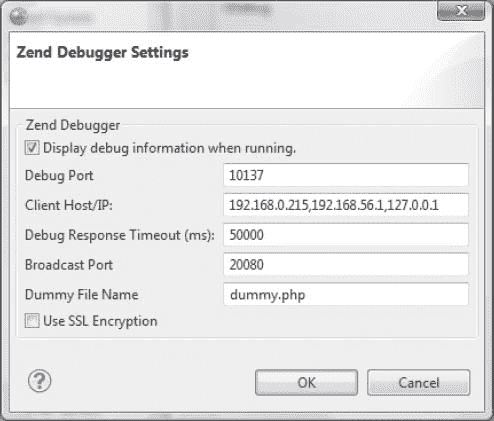 Zend Debugger Settings
Zend Debugger
Display debug information when running.
Debug Port 10137
Client Host/IP: 192.168.0.215,192.168.56.1,127.0.0.1
Debug Response Timeout (ms): 50000
Broadcast Port 20080
Dummy File Name dummy.php
Use SSL Encryption
?
OK Cancel